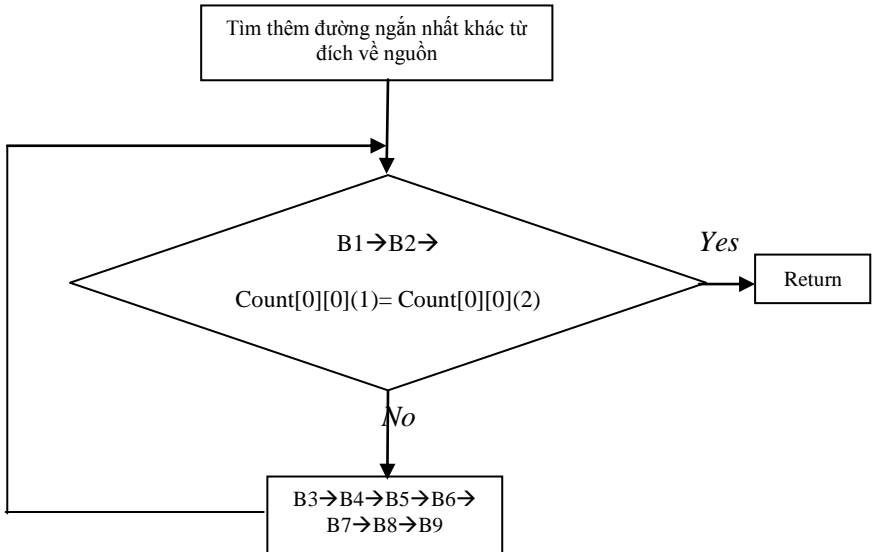 Tìm thêm đường ngắn nhất khác từ
đích về nguồn
B1→B2→
Yes
Count[0][0](1)= Count[0][0](2)
Return
No
B3→B4→B5→B6→
B7→B8→B9